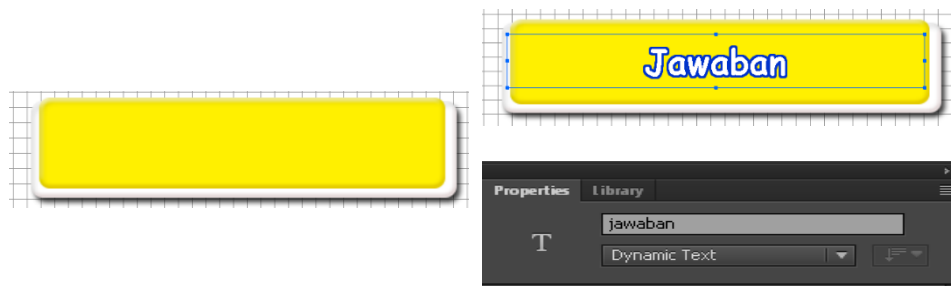 Jawaban
Properties Library
jawaban
T
Dynamic Text